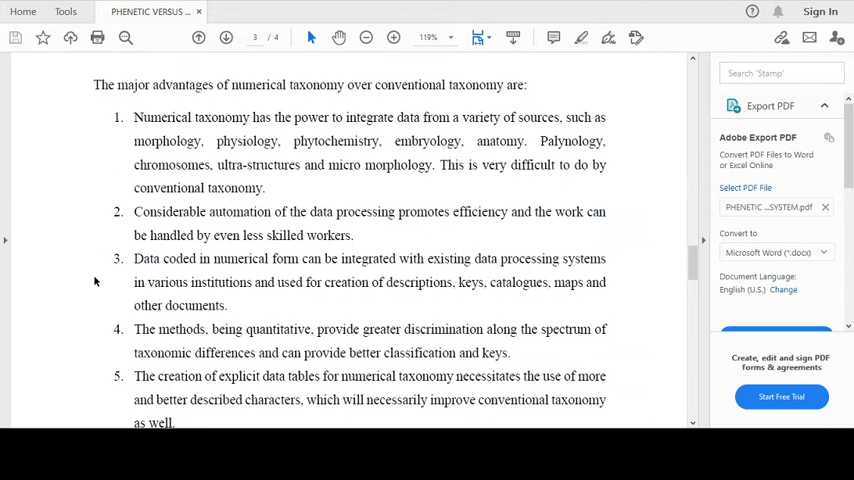 Home Tools PHENETIC VERSUS ... × Sign In
3 / 4 119%
The major advantages of numerical taxonomy over conventional taxonomy are:
1. Numerical taxonomy has the power to integrate data from a variety of sources, such as
morphology, physiology, phytochemistry, embryology, anatomy. Palynology,
chromosomes, ultra-structures and micro morphology. This is very difficult to do by
conventional taxonomy.
2. Considerable automation of the data processing promotes efficiency and the work can
be handled by even less skilled workers.
3. Data coded in numerical form can be integrated with existing data processing systems
in various institutions and used for creation of descriptions, keys, catalogues, maps and
other documents.
4. The methods, being quantitative, provide greater discrimination along the spectrum of
taxonomic differences and can provide better classification and keys.
5. The creation of explicit data tables for numerical taxonomy necessitates the use of more
and better described characters, which will necessarily improve conventional taxonomy
as well.
Search 'Stamp'
Export PDF
Adobe Export PDF
Convert PDF Files to Word
or Excel Online
Select PDF File
PHENETIC ...SYSTEM.pdf ×
Convert to
Microsoft Word (*.docx)
Document Language:
English (U.S.) Change
Create, edit and sign PDF
forms & agreements
Start Free Trial